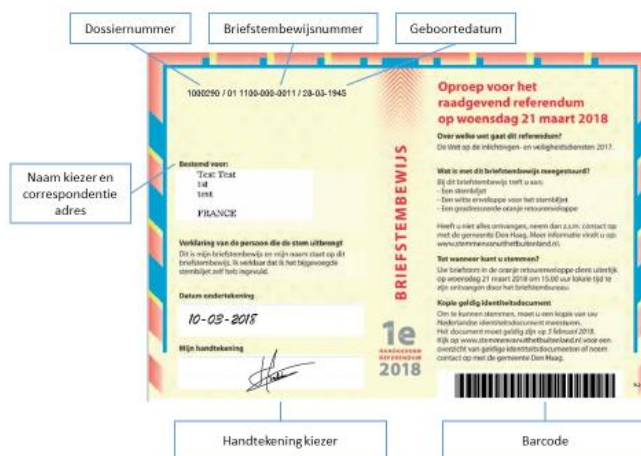 Dossiernummer
Briefstembewijsnummer
Geboortedatum
1000290 / 01 1100-000-0011 / 28-03-1945
Naam kiezer en
correspondentie
adres
Bestemd voor:
Test Test
1sl
test
FRANCE
Verklaring van de persoon die de stem uitbrengt
Dit is mijn briefstembewijs en mijn naam staat op dit
briefstembewijs. Ik verklaar dat ik het bijgevoegde
stembiljet zelf heb ingevuld.
Datum ondertekening
10-03-2018
Mijn handtekening
BRIEFSTEMBEWIJS
1e
RAADGEVEND
REFERENDUM
2018
Oproep voor het
raadgevend referendum
op woensdag 21 maart 2018
Over welke wet gaat dit referendum?
De Wet op de inlichtingen- en veiligheidsdiensten 2017.
Wat is met dit briefstembewijs meegestuurd?
Bij dit briefstembewijs treft u aan:
- Een stembiljet
- Een witte enveloppe voor het stembiljet
- Een geadresseerde oranje retourenveloppe
Heeft u niet alles ontvangen, neem dan z.s.m. contact op
met de gemeente Den Haag. Meer informatie vindt u op:
www.stemmenvanuithetbuitenland.nl.
Tot wanneer kunt u stemmen?
Uw briefstem in de oranje retourenveloppe dient uiterlijk
op woensdag 21 maart 2018 om 15.00 uur lokale tijd te
zijn ontvangen door het briefstembureau.
Kopie geldig identiteitsdocument
Om te kunnen stemmen, moet u een kopie van uw
Nederlandse identiteitsdocument meesturen.
Het document moet geldig zijn op 3 februari 2018.
Kijk op www.stemmenvanuithetbuitenland.nl voor een
overzicht van geldige identiteitsdocumenten of neem
contact op met de gemeente Den Haag.
Handtekening kiezer
Barcode